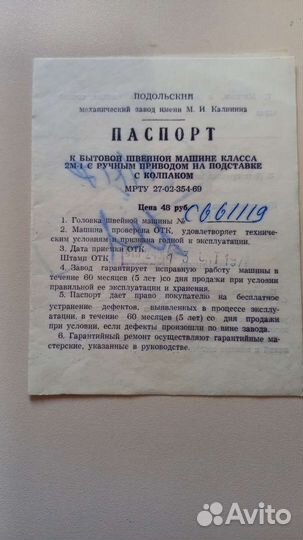 ПОДОЛЬСКИЙ
механический завод имени М. И. Калинина
ПАСПОРТ
К БЫТОВОЙ ШВЕЙНОЙ МАШИНЕ КЛАССА
2М-1 С РУЧНЫМ ПРИВОДОМ НА ПОДСТАВКЕ
С КОЛПАКОМ
МРТУ 27-02-354-69
Цена 48 руб.
1. Головка швейной машины № С661119
2. Машина проверена ОТК, удовлетворяет техниче-
ским условиям и признана годной к эксплуатации.
3. Дата приемки ОТК
Штамп ОТК
4. Завод гарантирует исправную работу машины в
течение 60 месяцев (5 лет) со дня продажи при условии
правильной ее эксплуатации и хранения.
5. Паспорт дает право покупателю на бесплатное
устранение дефектов, выявленных в процессе эксплу-
атации, в течение 60 месяцев (5 лет) со дня продажи
при условии, если дефекты произошли по вине завода.
6. Гарантийный ремонт осуществляют гарантийные ма-
стерские, указанные в руководстве.
Avito